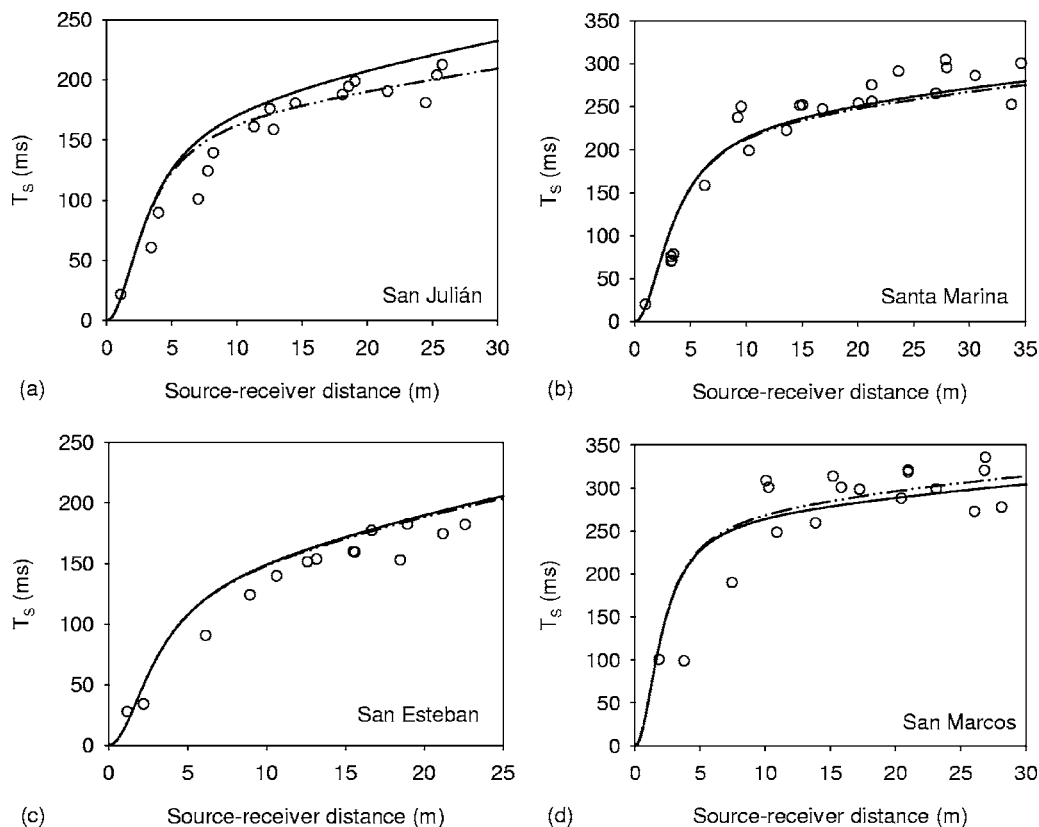 250
200
150
100
50
0
T_s (ms)
San Julián
0 5 10 15 20 25 30
(a) Source-receiver distance (m)
350
300
250
200
150
100
50
0
T_s (ms)
Santa Marina
0 5 10 15 20 25 30 35
(b) Source-receiver distance (m)
250
200
150
100
50
0
T_s (ms)
San Esteban
0 5 10 15 20 25
(c) Source-receiver distance (m)
350
300
250
200
150
100
50
0
T_s (ms)
San Marcos
0 5 10 15 20 25 30
(d) Source-receiver distance (m)